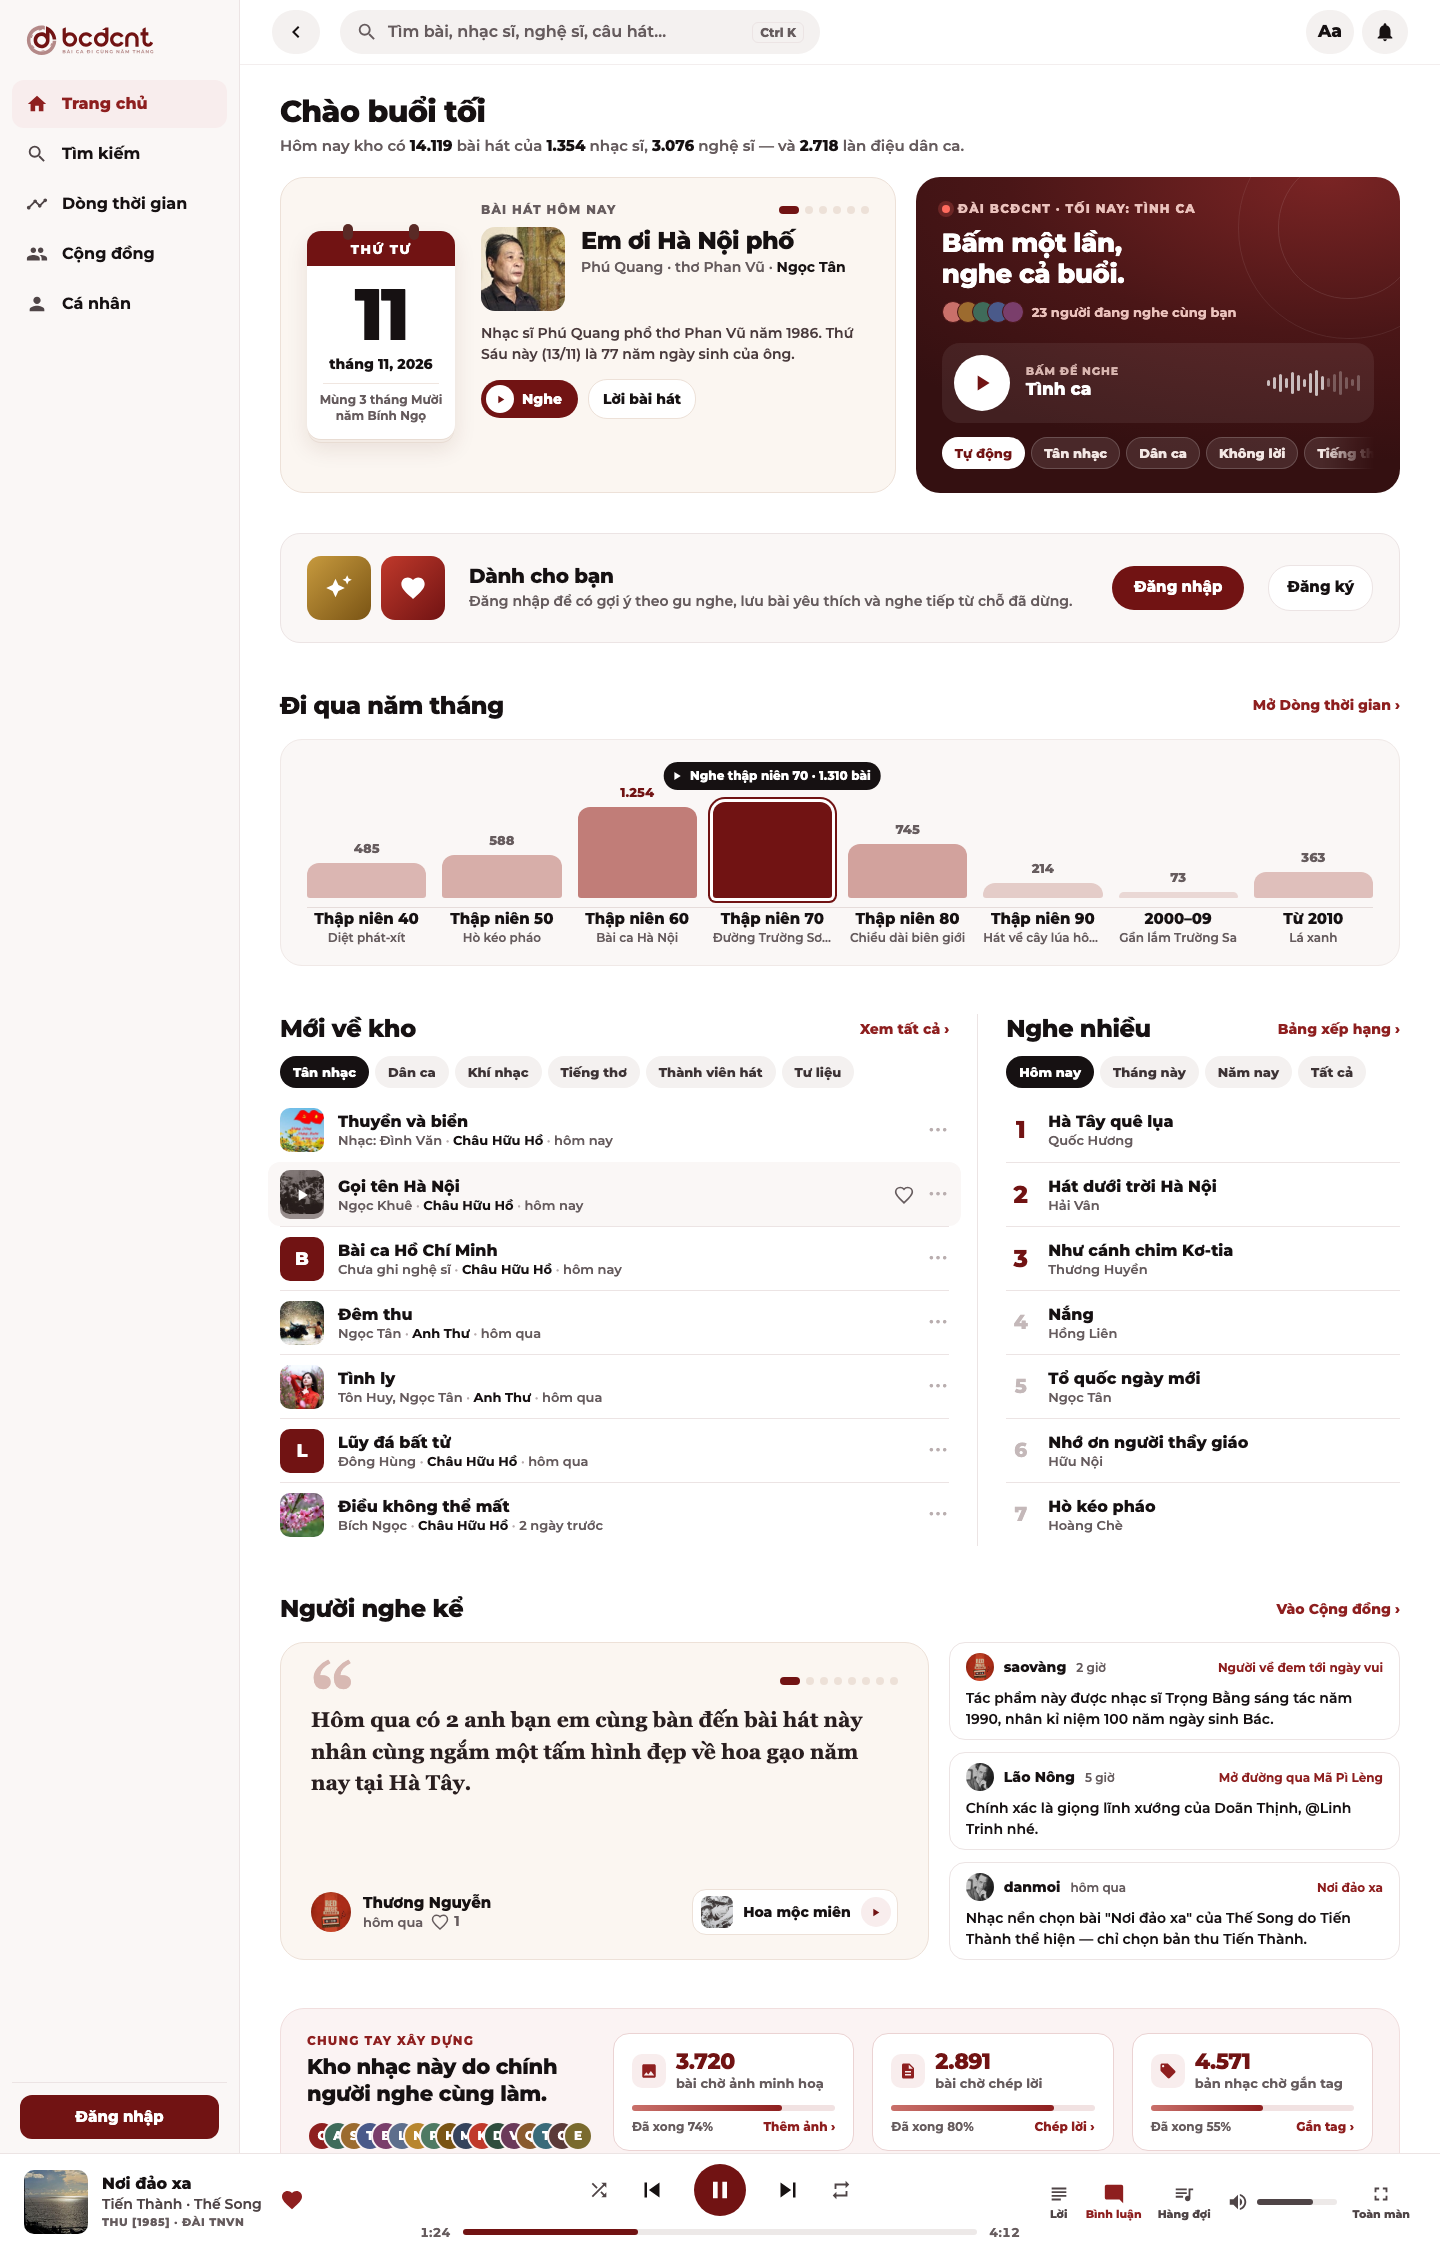 bcdcnt
BÀI CA ĐI CÙNG NĂM THÁNG
Trang chủ
Tìm kiếm
Dòng thời gian
Cộng đồng
Cá nhân
Đăng nhập
Tìm bài, nhạc sĩ, nghệ sĩ, câu hát...
Ctrl K
Aa
Chào buổi tối
Hôm nay kho có 14.119 bài hát của 1.354 nhạc sĩ, 3.076 nghệ sĩ — và 2.718 làn điệu dân ca.
THỨ TƯ
11
tháng 11, 2026
Mùng 3 tháng Mười
năm Bính Ngọ
BÀI HÁT HÔM NAY
Em ơi Hà Nội phố
Phú Quang · thơ Phan Vũ · Ngọc Tân
Nhạc sĩ Phú Quang phổ thơ Phan Vũ năm 1986. Thứ
Sáu này (13/11) là 77 năm ngày sinh của ông.
Nghe
Lời bài hát
ĐÀI BCĐCNT · TỐI NAY: TÌNH CA
Bấm một lần,
nghe cả buổi.
23 người đang nghe cùng bạn
BẤM ĐỂ NGHE
Tình ca
Tự động
Tân nhạc
Dân ca
Không lời
Tiếng th
Dành cho bạn
Đăng nhập để có gợi ý theo gu nghe, lưu bài yêu thích và nghe tiếp từ chỗ đã dừng.
Đăng nhập
Đăng ký
Đi qua năm tháng
Mở Dòng thời gian ›
Nghe thập niên 70 · 1.310 bài
485
588
1.254
745
214
73
363
Thập niên 40
Thập niên 50
Thập niên 60
Thập niên 70
Thập niên 80
Thập niên 90
2000–09
Từ 2010
Diệt phát-xít
Hò kéo pháo
Bài ca Hà Nội
Đường Trường Sơ...
Chiều dài biên giới
Hát về cây lúa hô...
Gần lắm Trường Sa
Lá xanh
Mới về kho
Xem tất cả ›
Tân nhạc
Dân ca
Khí nhạc
Tiếng thơ
Thành viên hát
Tư liệu
Thuyền và biển
Nhạc: Đình Văn · Châu Hữu Hồ · hôm nay
Gọi tên Hà Nội
Ngọc Khuê · Châu Hữu Hồ · hôm nay
B
Bài ca Hồ Chí Minh
Chưa ghi nghệ sĩ · Châu Hữu Hồ · hôm nay
Đêm thu
Ngọc Tân · Anh Thư · hôm qua
Tình ly
Tôn Huy, Ngọc Tân · Anh Thư · hôm qua
L
Lũy đá bất tử
Đông Hùng · Châu Hữu Hồ · hôm qua
Điều không thể mất
Bích Ngọc · Châu Hữu Hồ · 2 ngày trước
Nghe nhiều
Bảng xếp hạng ›
Hôm nay
Tháng này
Năm nay
Tất cả
1
Hà Tây quê lụa
Quốc Hương
2
Hát dưới trời Hà Nội
Hải Vân
3
Như cánh chim Kơ-tia
Thương Huyền
4
Nắng
Hồng Liên
5
Tổ quốc ngày mới
Ngọc Tân
6
Nhớ ơn người thầy giáo
Hữu Nội
7
Hò kéo pháo
Hoàng Chè
Người nghe kể
Vào Cộng đồng ›
“
Hôm qua có 2 anh bạn em cùng bàn đến bài hát này
nhân cùng ngắm một tấm hình đẹp về hoa gạo năm
nay tại Hà Tây.
Thương Nguyễn
hôm qua 1
Hoa mộc miên
saovàng 2 giờ
Người về đem tới ngày vui
Tác phẩm này được nhạc sĩ Trọng Bằng sáng tác năm
1990, nhân kỉ niệm 100 năm ngày sinh Bác.
Lão Nông 5 giờ
Mở đường qua Mã Pì Lèng
Chính xác là giọng lĩnh xướng của Doãn Thịnh, @Linh
Trinh nhé.
danmoi hôm qua
Nơi đảo xa
Nhạc nền chọn bài "Nơi đảo xa" của Thế Song do Tiến
Thành thể hiện — chỉ chọn bản thu Tiến Thành.
CHUNG TAY XÂY DỰNG
Kho nhạc này do chính
người nghe cùng làm.
3.720
bài chờ ảnh minh hoạ
Đã xong 74%
Thêm ảnh ›
2.891
bài chờ chép lời
Đã xong 80%
Chép lời ›
4.571
bản nhạc chờ gắn tag
Đã xong 55%
Gắn tag ›
Nơi đảo xa
Tiến Thành · Thế Song
THU [1985] · ĐÀI TNVN
1:24
4:12
Lời
Bình luận
Hàng đợi
Toàn màn